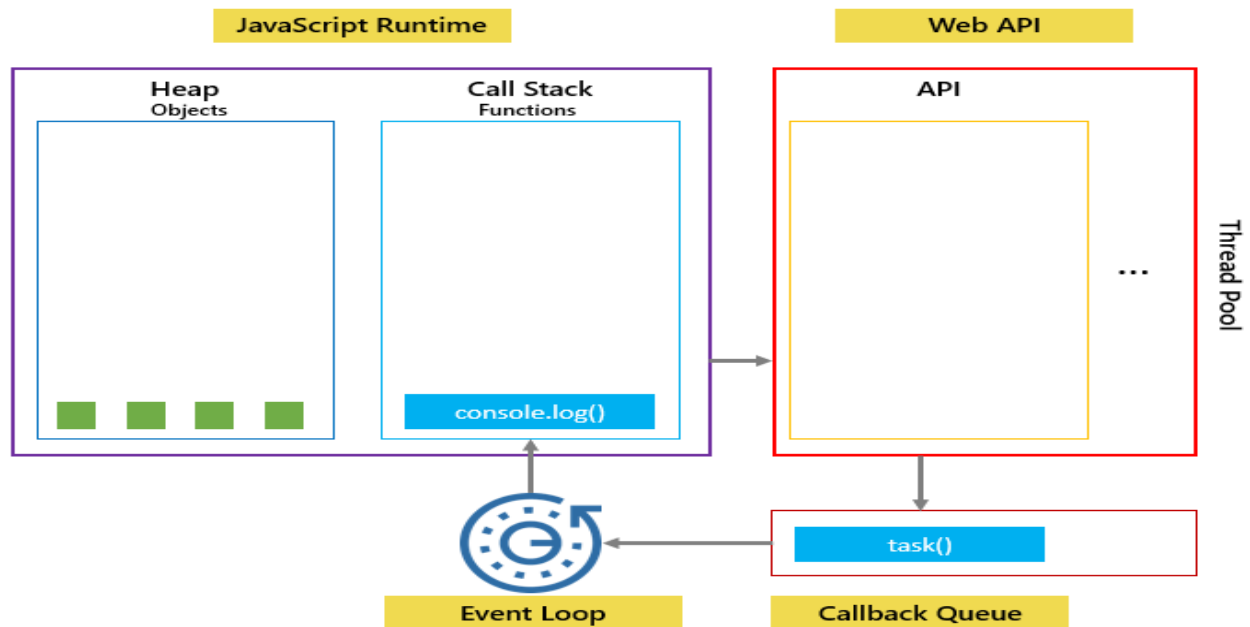 JavaScript Runtime
Web API
Heap
Objects
Call Stack
Functions
API
...
Thread Pool
console.log()
task()
Event Loop
Callback Queue